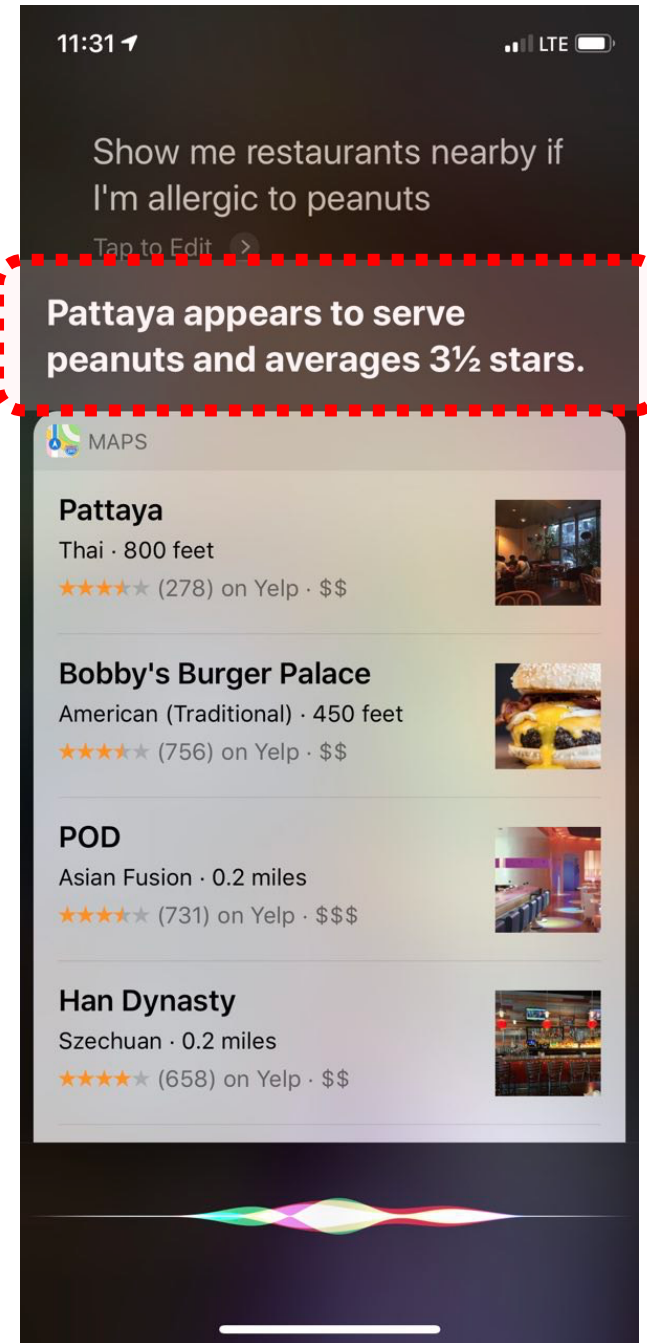 11:31 LTE
Show me restaurants nearby if
I'm allergic to peanuts
Tap to Edit
Pattaya appears to serve
peanuts and averages 3½ stars.
MAPS
Pattaya
Thai · 800 feet
★★★★★ (278) on Yelp · $$
Bobby's Burger Palace
American (Traditional) · 450 feet
★★★★★ (756) on Yelp · $$
POD
Asian Fusion · 0.2 miles
★★★★★ (731) on Yelp · $$$
Han Dynasty
Szechuan · 0.2 miles
★★★★★ (658) on Yelp · $$